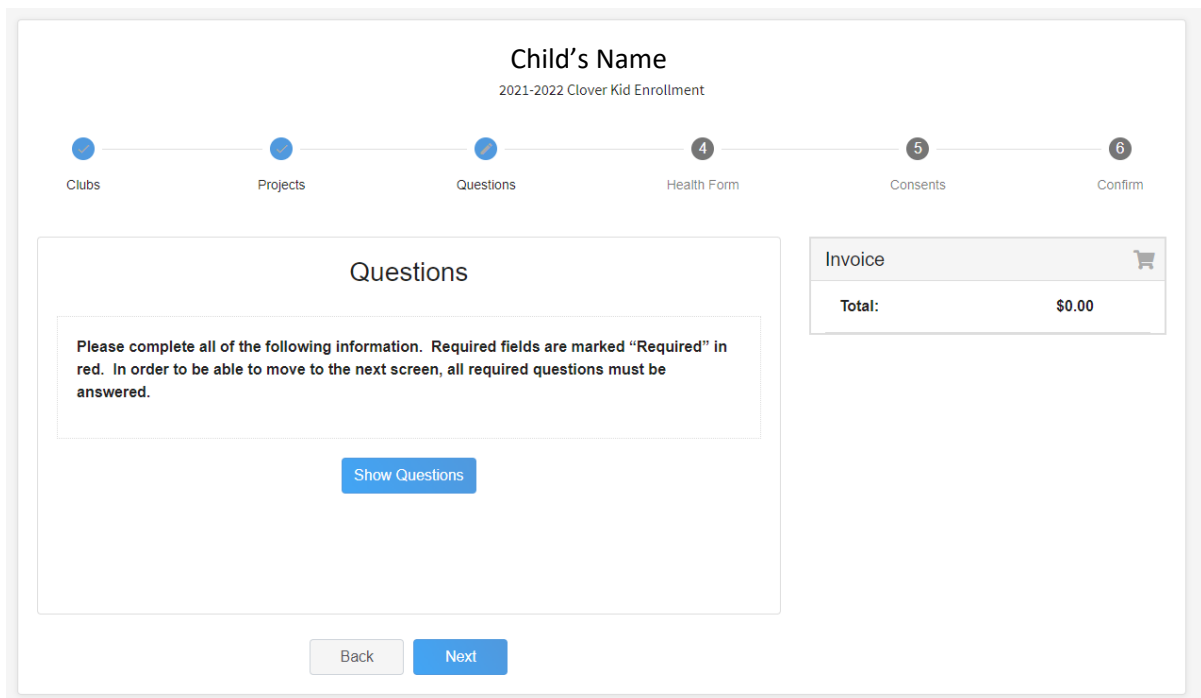 Child’s Name
2021-2022 Clover Kid Enrollment
4
5
6
Clubs
Projects
Questions
Health Form
Consents
Confirm
Questions
Please complete all of the following information.  Required fields are marked “Required” in
red.  In order to be able to move to the next screen, all required questions must be
answered.
Show Questions
Back
Next
Invoice
Total: $0.00